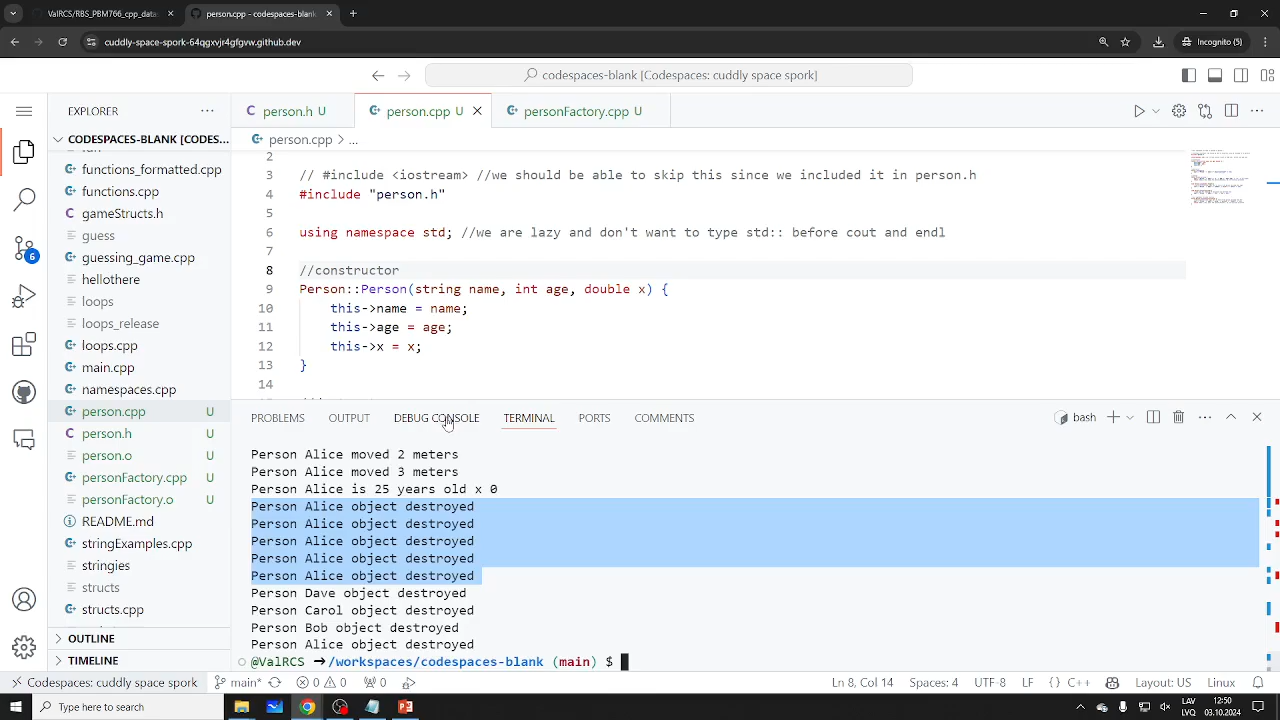 ValRCS/RBS_PBM766_cpp_data
person.cpp - codespaces-blank [
cuddly-space-spork-64qgxvjr4gfgvw.github.dev
Incognito (5)
codespaces-blank [Codespaces: cuddly space spork]
EXPLORER
person.h U
person.cpp U
personFactory.cpp U
CODESPACES-BLANK [CODES...
person.cpp > ...
functions_formatted.cpp
functions.cpp
gameStructs.h
guess
guessing_game.cpp
hellothere
loops
loops_release
loops.cpp
main.cpp
namespaces.cpp
person.cpp U
person.h U
person.o U
personFactory.cpp U
personFactory.o U
README.md
stringExamples.cpp
stringies
structs
structs.cpp
OUTLINE
TIMELINE
6
2
3 // #include <iostream> //we should be able to skip this since we included it in person.h
4 #include "person.h"
5
6 using namespace std; //we are lazy and don't want to type std:: before cout and endl
7
8 //constructor
9 Person::Person(string name, int age, double x) {
10 this->name = name;
11 this->age = age;
12 this->x = x;
13 }
14
PROBLEMS OUTPUT DEBUG CONSOLE TERMINAL PORTS COMMENTS
bash
Person Alice moved 2 meters
Person Alice moved 3 meters
Person Alice is 25 years old x 0
Person Alice object destroyed
Person Alice object destroyed
Person Alice object destroyed
Person Alice object destroyed
Person Alice object destroyed
Person Dave object destroyed
Person Carol object destroyed
Person Bob object destroyed
Person Alice object destroyed
@ValRCS ➜/workspaces/codespaces-blank (main) $
Codespaces: cuddly space spork main* 0 0 0 Ln 8, Col 14 Spaces: 4 UTF-8 LF {} C++ Layout: US Linux
Type here to search
LAV
LVO
12:50
03.10.2024